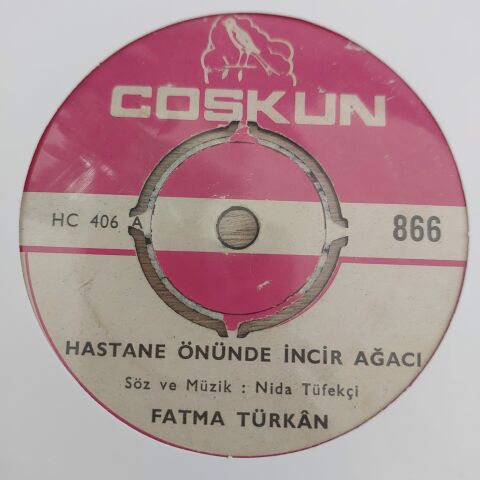 COSKUN
HC 406 A
866
HASTANE ÖNÜNDE İNCİR AĞACI
Söz ve Müzik : Nida Tüfekçi
FATMA TÜRKÂN